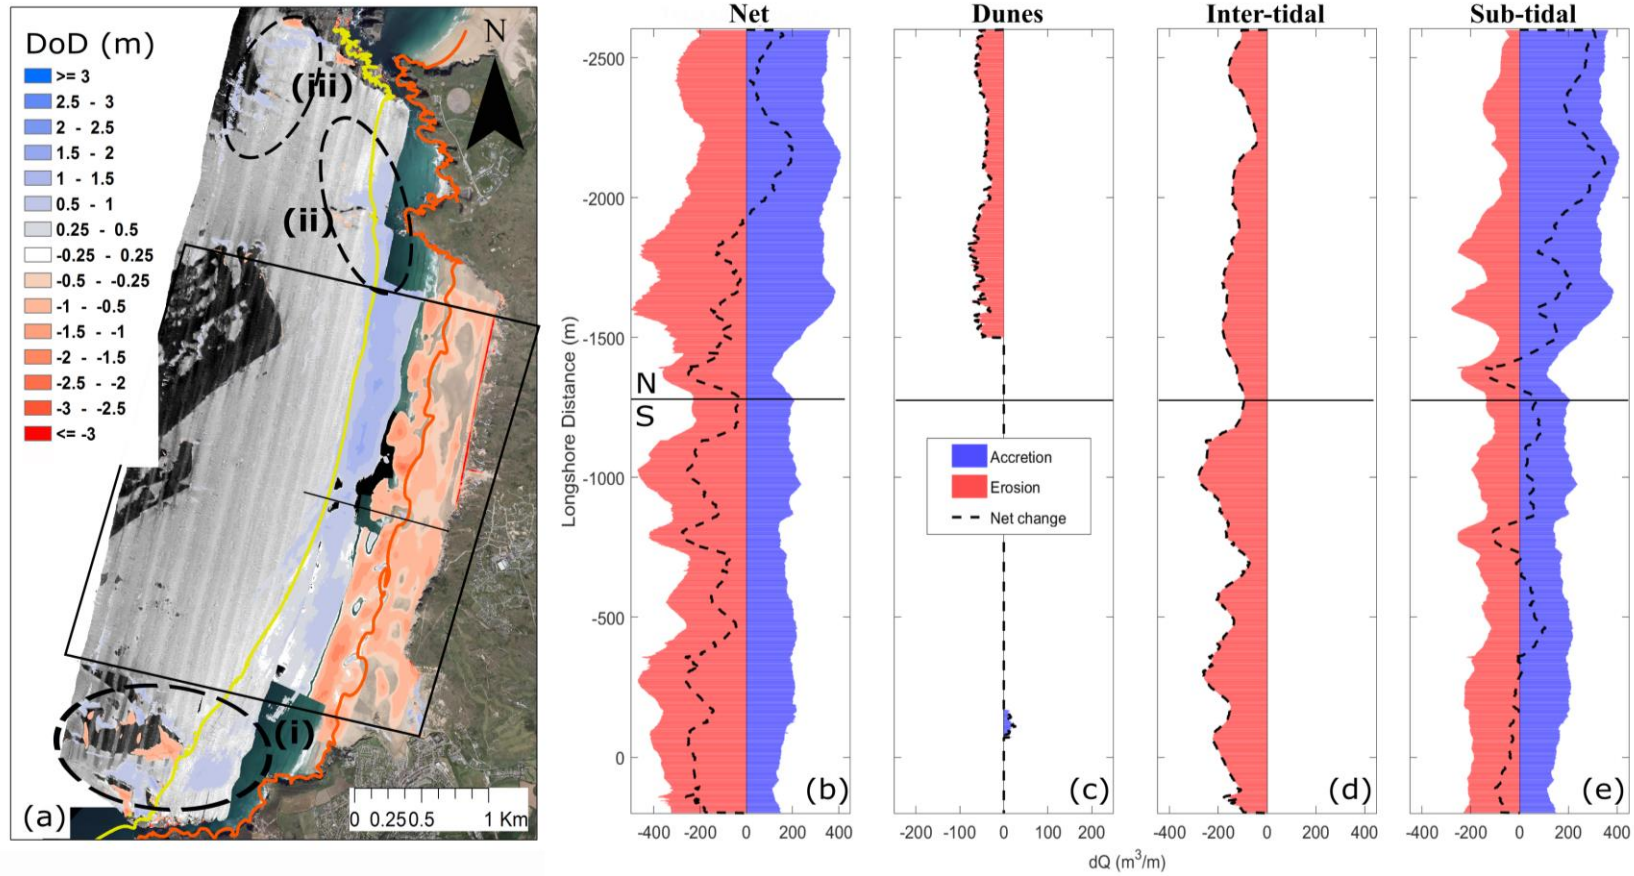 DoD (m)
>= 3
2.5 - 3
2 - 2.5
1.5 - 2
1 - 1.5
0.5 - 1
0.25 - 0.5
-0.25 - 0.25
-0.5 - -0.25
-1 - -0.5
-1.5 - -1
-2 - -1.5
-2.5 - -2
-3 - -2.5
<= -3
N
(iii)
(ii)
(i)
(a)
0 0.25 0.5 1 Km
Net
Dunes
Inter-tidal
Sub-tidal
Longshore Distance (m)
-2500
-2000
-1500
-1000
-500
0
N
S
Accretion
Erosion
Net change
(b)
(c)
(d)
(e)
-400 -200 0 200 400
-200 -100 0 100 200
-400 -200 0 200 400
-400 -200 0 200 400
dQ (m³/m)